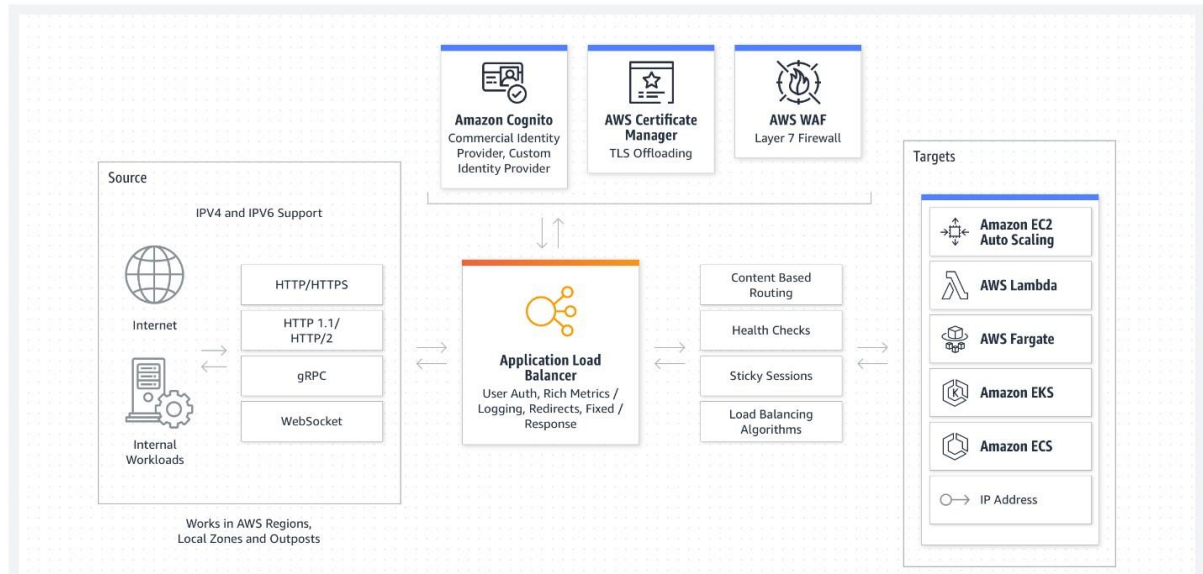 Amazon Cognito
Commercial Identity
Provider, Custom
Identity Provider
AWS Certificate
Manager
TLS Offloading
AWS WAF
Layer 7 Firewall
Source
IPV4 and IPV6 Support
Internet
Internal
Workloads
HTTP/HTTPS
HTTP 1.1/
HTTP/2
gRPC
WebSocket
Works in AWS Regions,
Local Zones and Outposts
Application Load
Balancer
User Auth, Rich Metrics /
Logging, Redirects, Fixed /
Response
Content Based
Routing
Health Checks
Sticky Sessions
Load Balancing
Algorithms
Targets
Amazon EC2
Auto Scaling
AWS Lambda
AWS Fargate
Amazon EKS
Amazon ECS
IP Address